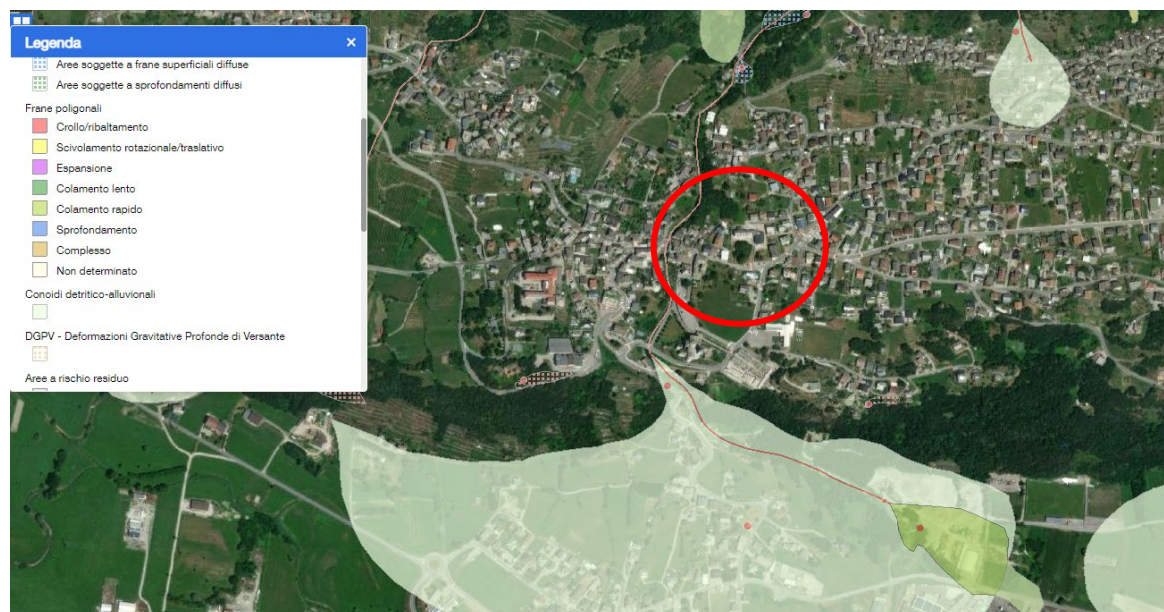 Legenda ×
Aree soggette a frane superficiali diffuse
Aree soggette a sprofondamenti diffusi
Frane poligonali
Crollo/ribaltamento
Scivolamento rotazionale/traslativo
Espansione
Colamento lento
Colamento rapido
Sprofondamento
Complesso
Non determinato
Conoidi detritico-alluvionali
DGPV - Deformazioni Gravitative Profonde di Versante
Aree a rischio residuo